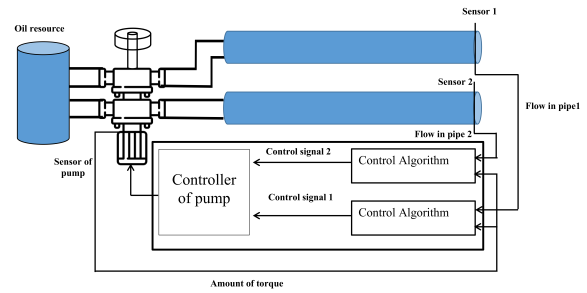 Oil resource
Sensor 1
Sensor 2
Flow in pipe1
Flow in pipe 2
Sensor of
pump
Control signal 2
Control Algorithm
Controller
of pump
Control signal 1
Control Algorithm
Amount of torque